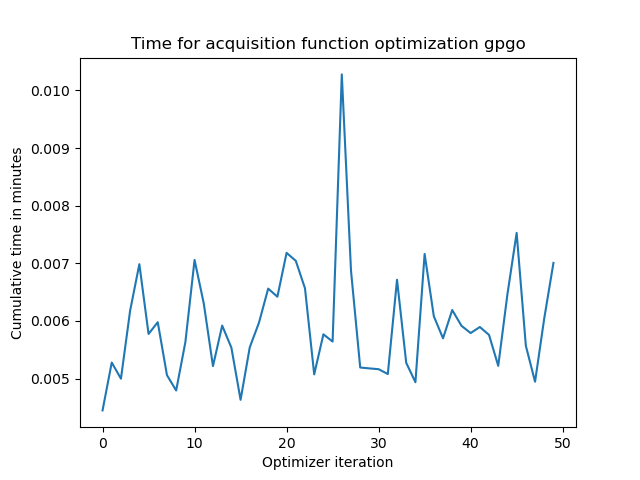 Time for acquisition function optimization gpgo
0.010
0.009
0.008
0.007
0.006
0.005
Cumulative time in minutes
0 10 20 30 40 50
Optimizer iteration